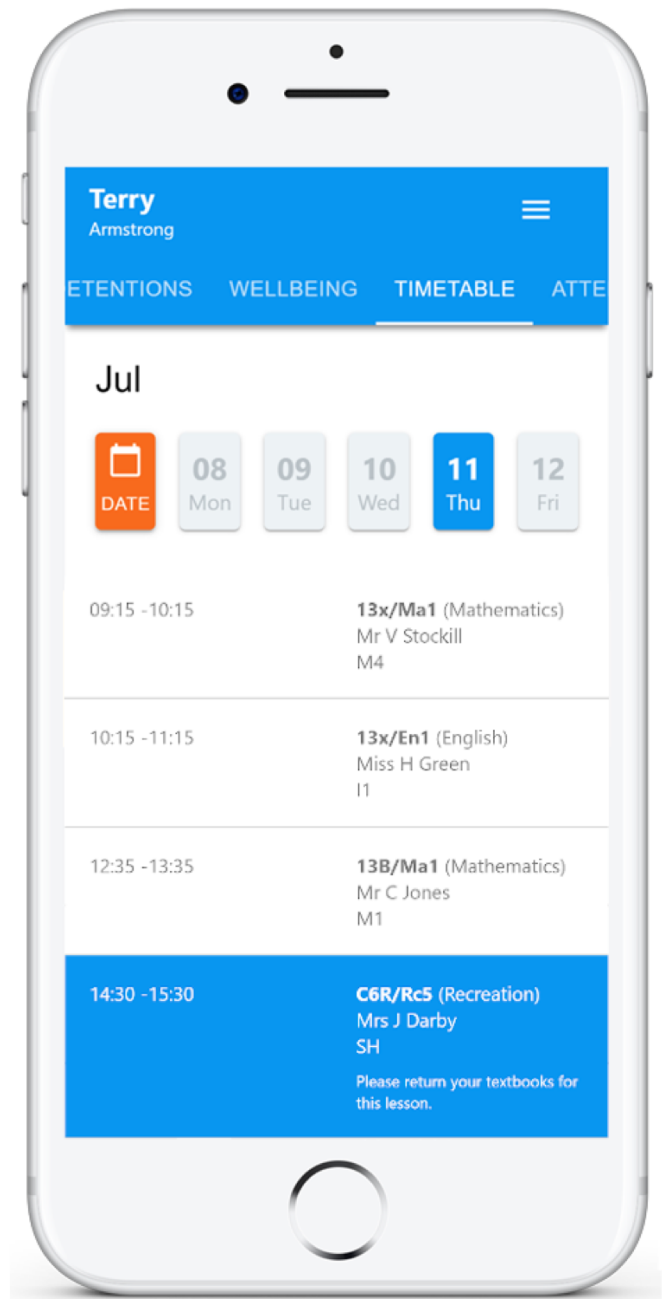 Terry
Armstrong
ETENTIONS WELLBEING TIMETABLE ATTE
Jul
DATE
08 Mon
09 Tue
10 Wed
11 Thu
12 Fri
09:15 -10:15
13x/Ma1 (Mathematics)
Mr V Stockill
M4
10:15 -11:15
13x/En1 (English)
Miss H Green
I1
12:35 -13:35
13B/Ma1 (Mathematics)
Mr C Jones
M1
14:30 -15:30
C6R/Rc5 (Recreation)
Mrs J Darby
SH
Please return your textbooks for
this lesson.